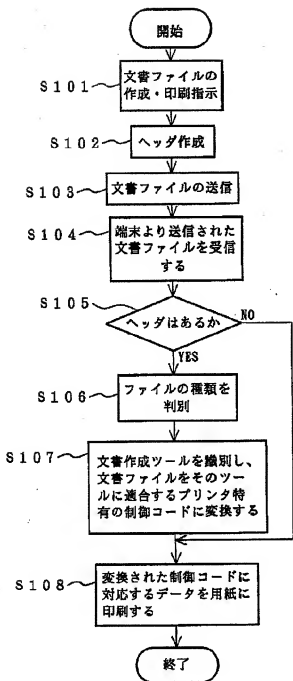 開始
S101
文書ファイルの
作成・印刷指示
S102
ヘッダ作成
S103
文書ファイルの送信
S104
端末より送信された
文書ファイルを受信
する
S105
ヘッダはあるか
NO
YES
S106
ファイルの種類を
判別
S107
文書作成ツールを識別し、
文書ファイルをそのツー
ルに適合するプリンタ特
有の制御コードに変換する
S108
変換された制御コードに
対応するデータを用紙に
印刷する
終了